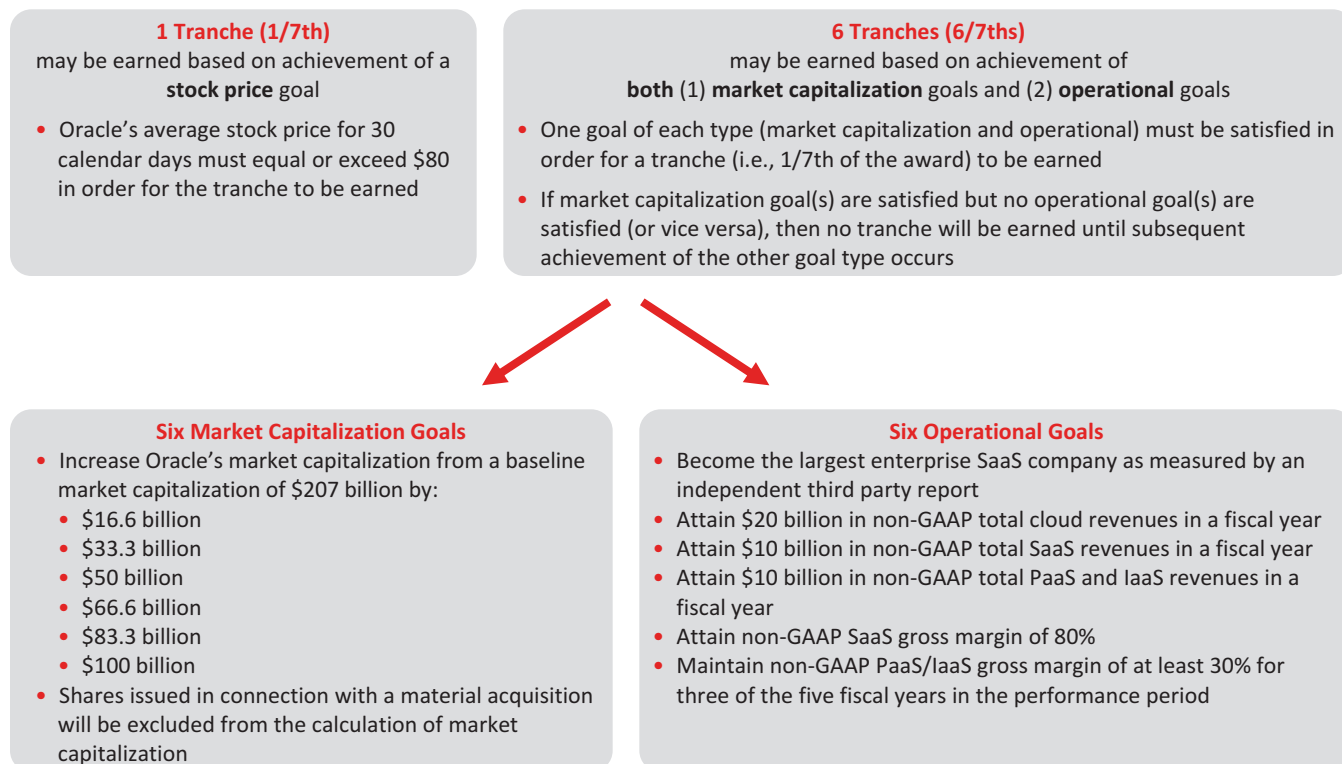 1 Tranche (1/7th)
may be earned based on achievement of a
stock price goal
• Oracle’s average stock price for 30
calendar days must equal or exceed $80
in order for the tranche to be earned
6 Tranches (6/7ths)
may be earned based on achievement of
both (1) market capitalization goals and (2) operational goals
• One goal of each type (market capitalization and operational) must be satisfied in
order for a tranche (i.e., 1/7th of the award) to be earned
• If market capitalization goal(s) are satisfied but no operational goal(s) are
satisfied (or vice versa), then no tranche will be earned until subsequent
achievement of the other goal type occurs
Six Market Capitalization Goals
• Increase Oracle’s market capitalization from a baseline
market capitalization of $207 billion by:
• $16.6 billion
• $33.3 billion
• $50 billion
• $66.6 billion
• $83.3 billion
• $100 billion
• Shares issued in connection with a material acquisition
will be excluded from the calculation of market
capitalization
Six Operational Goals
• Become the largest enterprise SaaS company as measured by an
independent third party report
• Attain $20 billion in non-GAAP total cloud revenues in a fiscal year
• Attain $10 billion in non-GAAP total SaaS revenues in a fiscal year
• Attain $10 billion in non-GAAP total PaaS and IaaS revenues in a
fiscal year
• Attain non-GAAP SaaS gross margin of 80%
• Maintain non-GAAP PaaS/IaaS gross margin of at least 30% for
three of the five fiscal years in the performance period